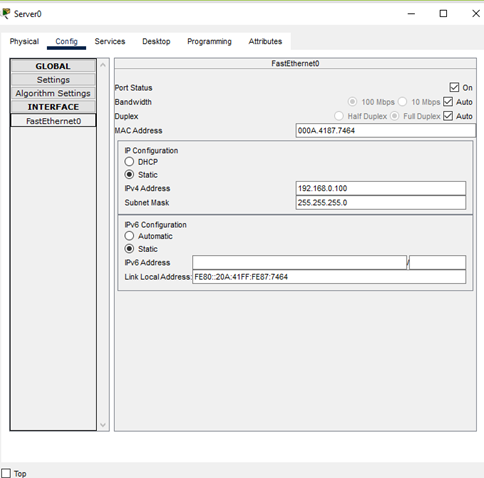 Server0
Physical Config Services Desktop Programming Attributes
GLOBAL
Settings
Algorithm Settings
INTERFACE
FastEthernet0
FastEthernet0
Port Status On
Bandwidth 100 Mbps 10 Mbps Auto
Duplex Half Duplex Full Duplex Auto
MAC Address 000A.4187.7464
IP Configuration
DHCP
Static
IPv4 Address 192.168.0.100
Subnet Mask 255.255.255.0
IPv6 Configuration
Automatic
Static
IPv6 Address /
Link Local Address: FE80::20A:41FF:FE87:7464
Top